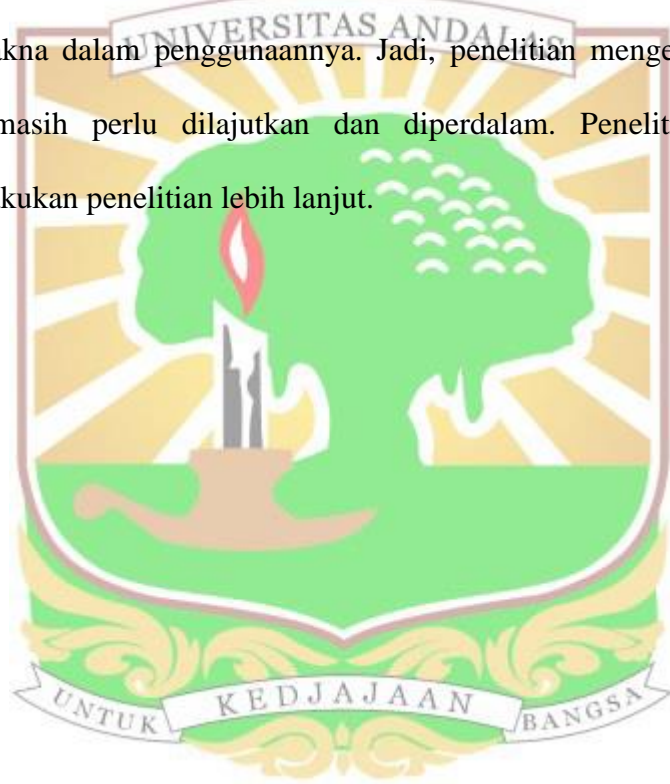 UNIVERSITAS ANDALAS
akna dalam penggunaannya. Jadi, penelitian menge
masih perlu dilajutkan dan diperdalam. Penelit
kukan penelitian lebih lanjut.
UNTUK KEDJAJAAN BANGSA